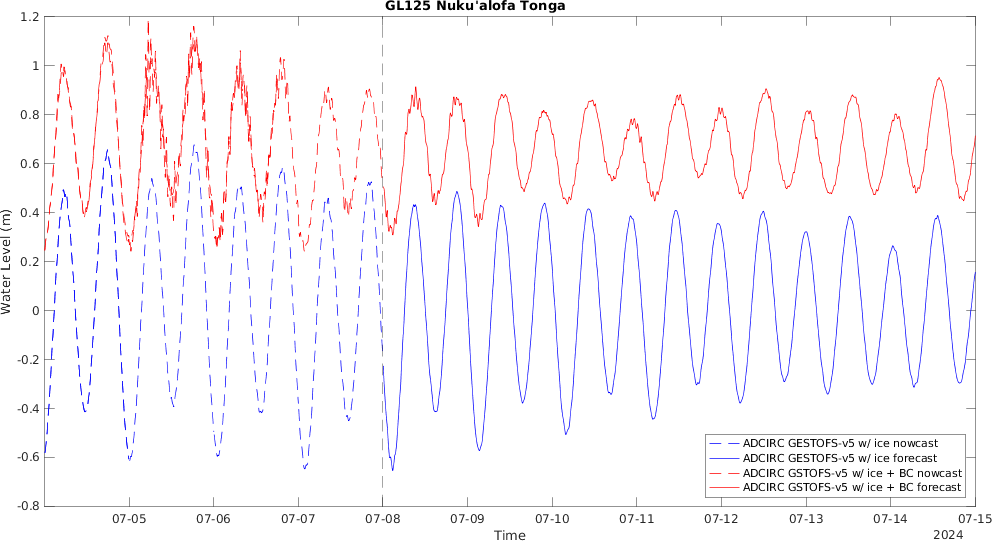 GL125 Nuku'alofa Tonga
1.2
1
0.8
0.6
0.4
0.2
0
-0.2
-0.4
-0.6
-0.8
Water Level (m)
ADCIRC GESTOFS-v5 w/ ice nowcast
ADCIRC GESTOFS-v5 w/ ice forecast
ADCIRC GSTOFS-v5 w/ ice + BC nowcast
ADCIRC GSTOFS-v5 w/ ice + BC forecast
07-05 07-06 07-07 07-08 07-09 07-10 07-11 07-12 07-13 07-14 07-15
Time
2024